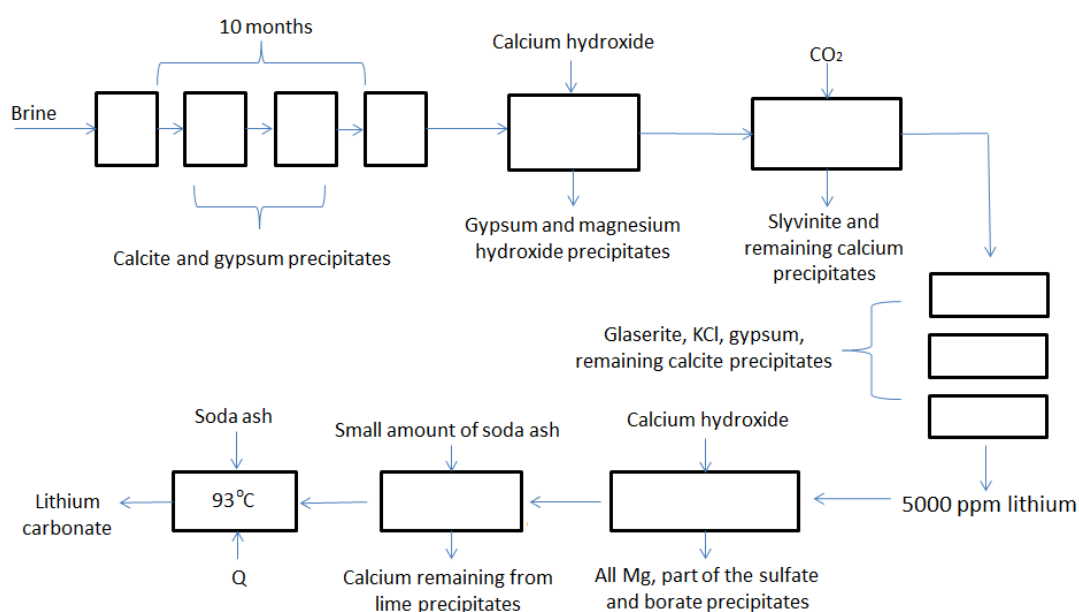 10 months
Calcium hydroxide
CO₂
Brine
Calcite and gypsum precipitates
Gypsum and magnesium
hydroxide precipitates
Slyvinite and
remaining calcium
precipitates
Glaserite, KCl, gypsum,
remaining calcite precipitates
Soda ash
Small amount of soda ash
Calcium hydroxide
Lithium
carbonate
93°C
5000 ppm lithium
Q
Calcium remaining from
lime precipitates
All Mg, part of the sulfate
and borate precipitates